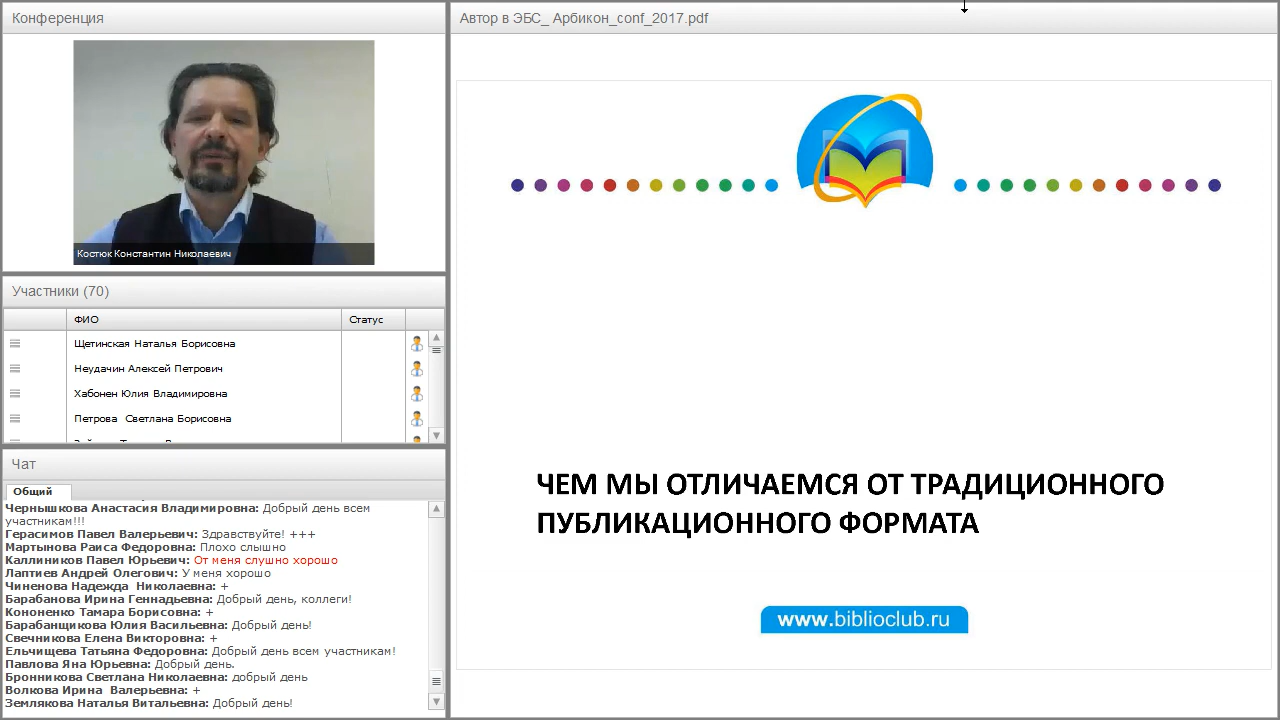 Конференция
Костюк Константин Николаевич
Участники (70)
ФИО
Статус
Щетинская Наталья Борисовна
Неудачин Алексей Петрович
Хабонен Юлия Владимировна
Петрова Светлана Борисовна
Чат
Общий
Чернышкова Анастасия Владимировна: Добрый день всем
участникам!!!
Герасимов Павел Валерьевич: Здравствуйте! +++
Мартынова Раиса Федоровна: Плохо слышно
Каллиников Павел Юрьевич: От меня слушно хорошо
Лаптиев Андрей Олегович: У меня хорошо
Чиненова Надежда Николаевна: +
Барабанова Ирина Геннадьевна: Добрый день, коллеги!
Кононенко Тамара Борисовна: +
Барабанщикова Юлия Васильевна: Добрый день!
Свечникова Елена Викторовна: +
Ельчищева Татьяна Федоровна: Добрый день всем участникам!
Павлова Яна Юрьевна: Добрый день.
Бронникова Светлана Николаевна: добрый день
Волкова Ирина Валерьевна: +
Землякова Наталья Витальевна: Добрый день!
Автор в ЭБС_ Арбикон_conf_2017.pdf
ЧЕМ МЫ ОТЛИЧАЕМСЯ ОТ ТРАДИЦИОННОГО
ПУБЛИКАЦИОННОГО ФОРМАТА
www.biblioclub.ru